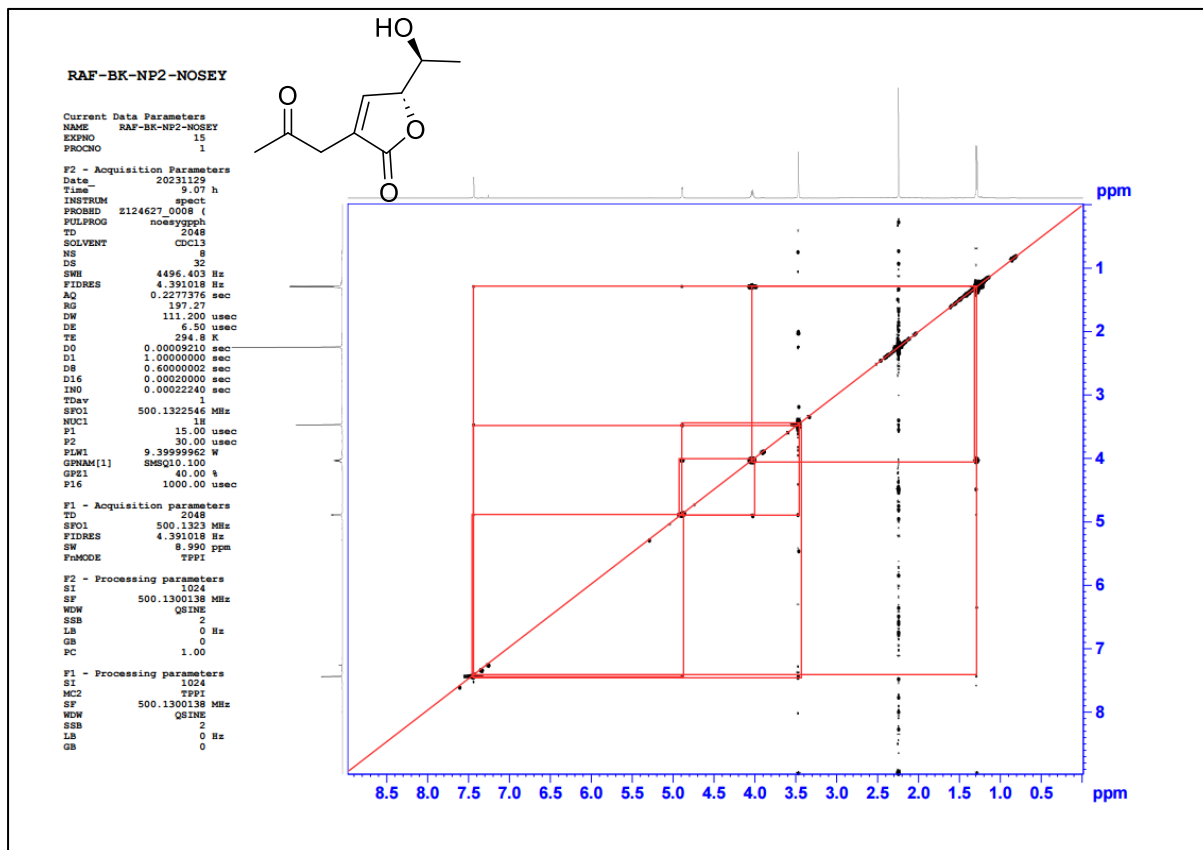 HO
O
O
O
RAF-BK-NP2-NOSEY
Current Data Parameters
NAME RAF-BK-NP2-NOSEY
EXPNO 15
PROCNO 1
F2 - Acquisition Parameters
Date_ 20231129
Time 9.07 h
INSTRUM spect
PROBHD Z124627_0008 (
PULPROG noesygpph
TD 2048
SOLVENT CDCl3
NS 8
DS 32
SWH 4496.403 Hz
FIDRES 4.391018 Hz
AQ 0.2277376 sec
RG 197.27
DW 111.200 usec
DE 6.50 usec
TE 294.8 K
D0 0.00009210 sec
D1 1.00000000 sec
D8 0.60000002 sec
D16 0.00020000 sec
IN0 0.00022240 sec
TDav 1
SFO1 500.1322546 MHz
NUC1 1H
P1 15.00 usec
P2 30.00 usec
PLW1 9.39999962 W
GPNAM[1] SMSQ10.100
GPZ1 40.00 %
P16 1000.00 usec
F1 - Acquisition parameters
TD 2048
SFO1 500.1323 MHz
FIDRES 4.391018 Hz
SW 8.990 ppm
FnMODE TPPI
F2 - Processing parameters
SI 1024
SF 500.1300138 MHz
WDW QSINE
SSB 2
LB 0 Hz
GB 0
PC 1.00
F1 - Processing parameters
SI 1024
MC2 TPPI
SF 500.1300138 MHz
WDW QSINE
SSB 2
LB 0 Hz
GB 0
ppm
1
2
3
4
5
6
7
8
8.5 8.0 7.5 7.0 6.5 6.0 5.5 5.0 4.5 4.0 3.5 3.0 2.5 2.0 1.5 1.0 0.5 ppm